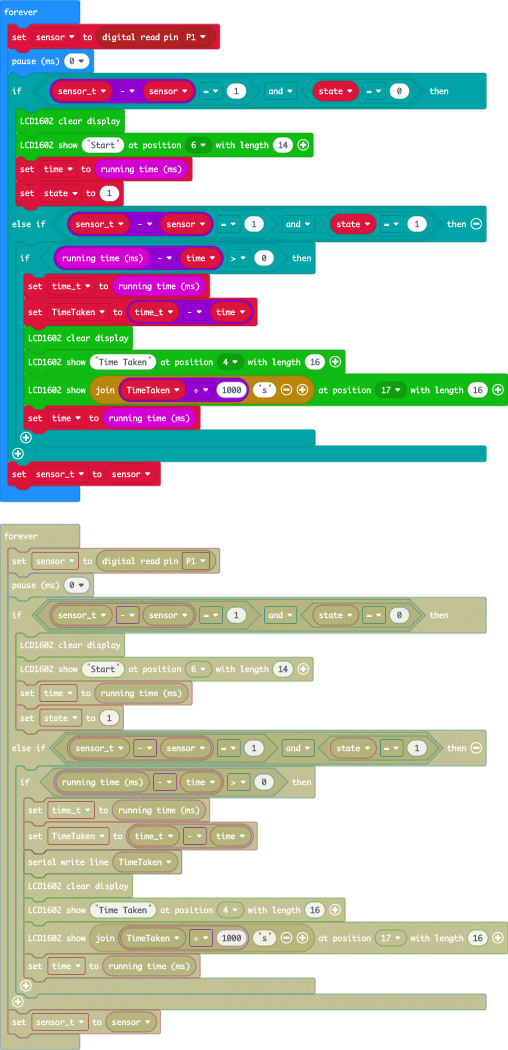 forever
set sensor to digital read pin P1
pause (ms) 0
if sensor_t - sensor = 1 and state = 0 then
LCD1602 clear display
LCD1602 show "Start" at position 6 with length 14
set time to running time (ms)
set state to 1
else if sensor_t - sensor = 1 and state = 1 then
if running time (ms) - time > 0 then
set time_t to running time (ms)
set TimeTaken to time_t - time
LCD1602 clear display
LCD1602 show "Time Taken" at position 4 with length 16
LCD1602 show join TimeTaken ÷ 1000 "s" at position 17 with length 16
set time to running time (ms)
set sensor_t to sensor
forever
set sensor to digital read pin P1
pause (ms) 0
if sensor_t - sensor = 1 and state = 0 then
LCD1602 clear display
LCD1602 show "Start" at position 6 with length 14
set time to running time (ms)
set state to 1
else if sensor_t - sensor = 1 and state = 1 then
if running time (ms) - time > 0 then
set time_t to running time (ms)
set TimeTaken to time_t - time
serial write line TimeTaken
LCD1602 clear display
LCD1602 show "Time Taken" at position 4 with length 16
LCD1602 show join TimeTaken ÷ 1000 "s" at position 17 with length 16
set time to running time (ms)
set sensor_t to sensor